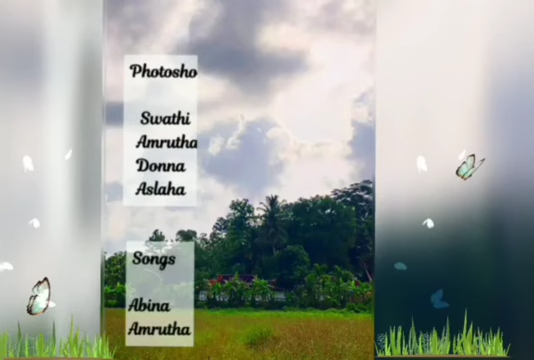 Photosho
Swathi
Amrutha
Donna
Aslaha
Songs
Abina
Amrutha